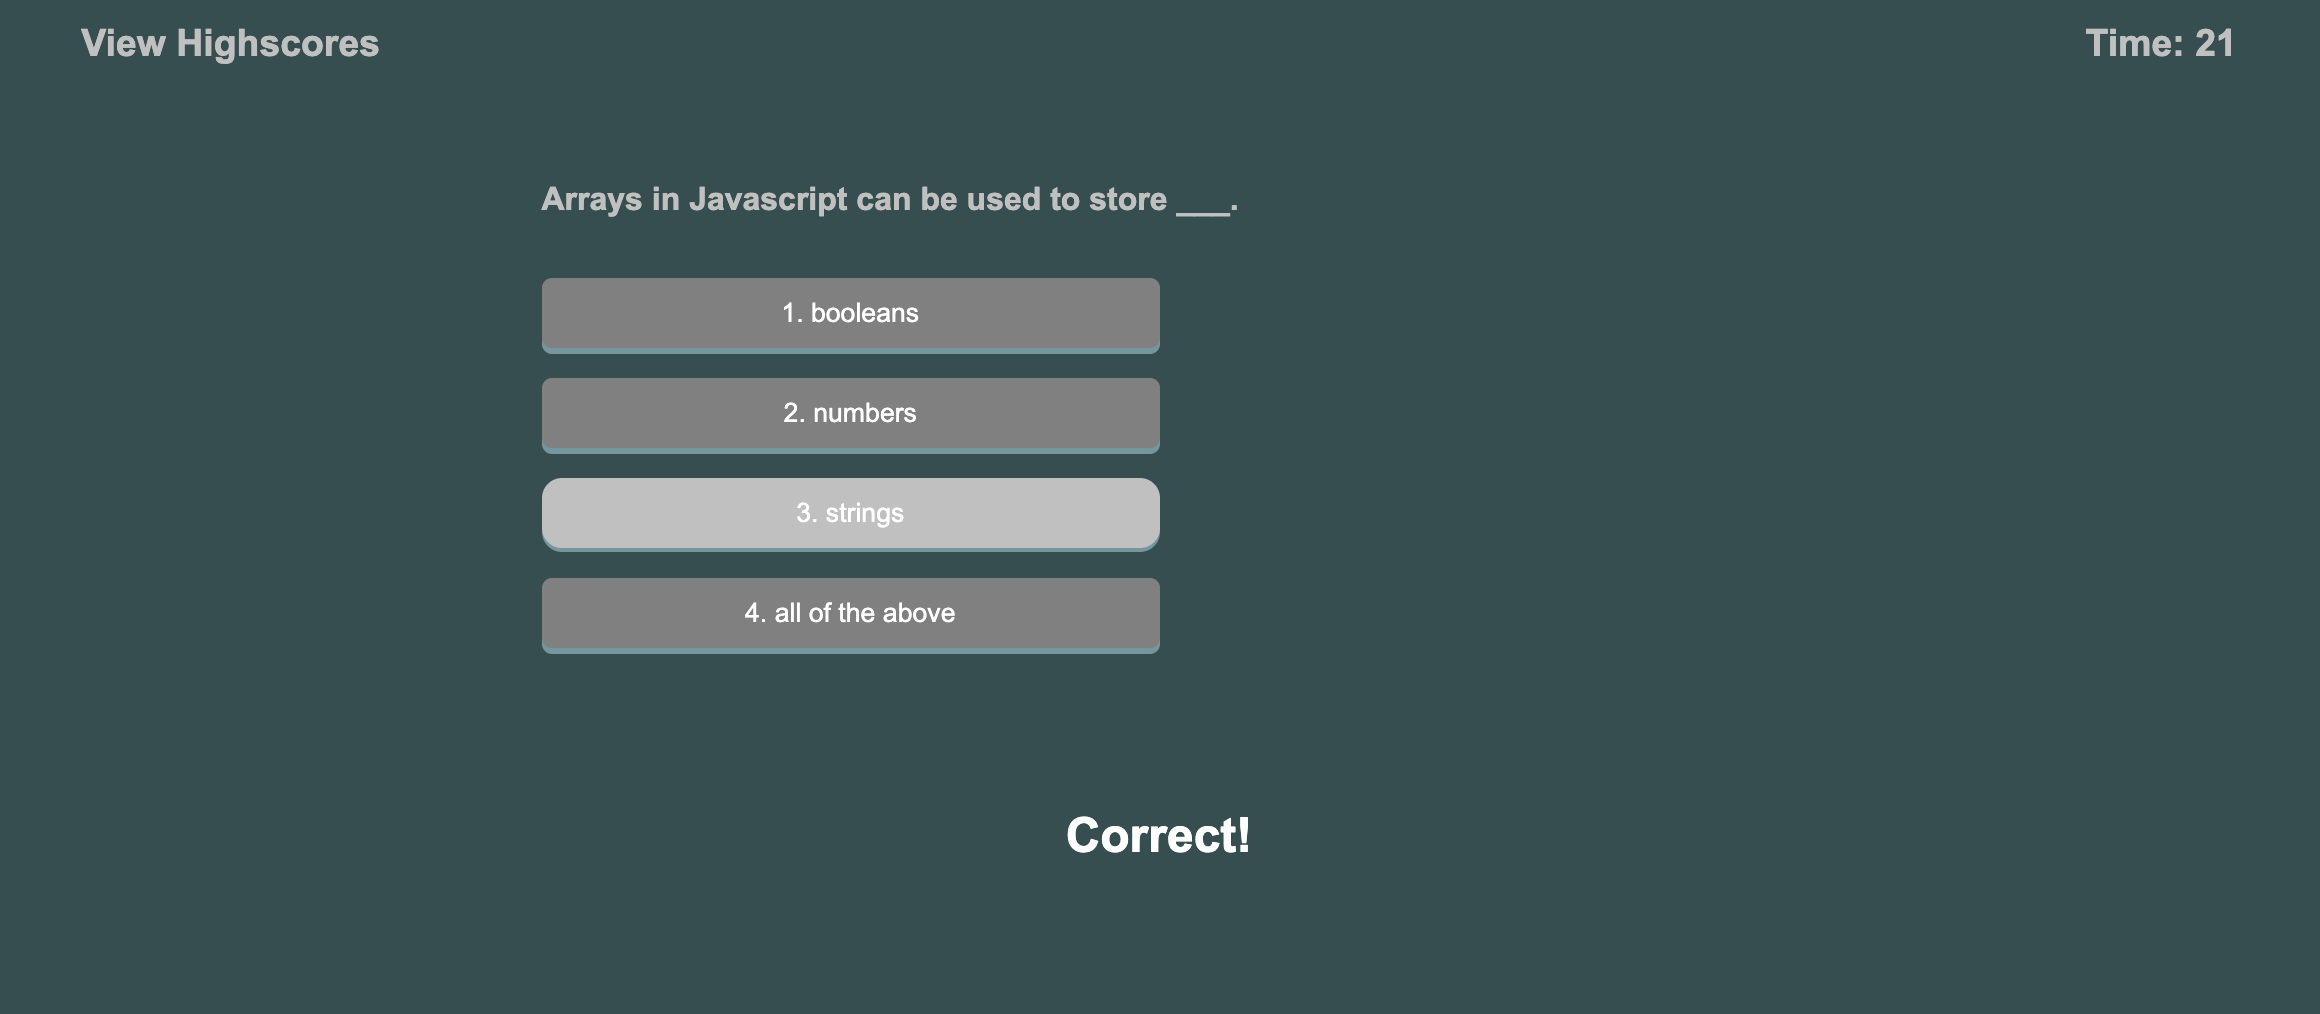 View Highscores
Time: 21
Arrays in Javascript can be used to store ___.
1. booleans
2. numbers
3. strings
4. all of the above
Correct!